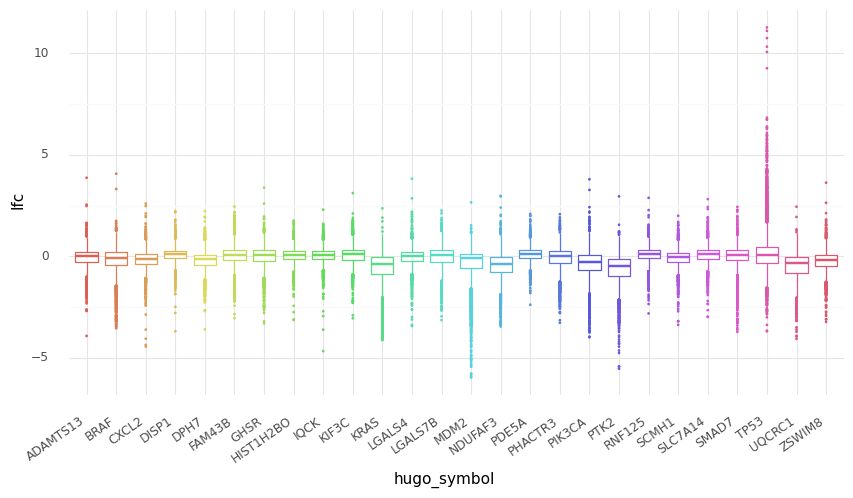 10
5
0
−5
lfc
ADAMTS13
BRAF
CXCL2
DISP1
DPH7
FAM43B
GHSR
HIST1H2BO
IQCK
KIF3C
KRAS
LGALS4
LGALS7B
MDM2
NDUFAF3
PDE5A
PHACTR3
PIK3CA
PTK2
RNF125
SCMH1
SLC7A14
SMAD7
TP53
UQCRC1
ZSWIM8
hugo_symbol